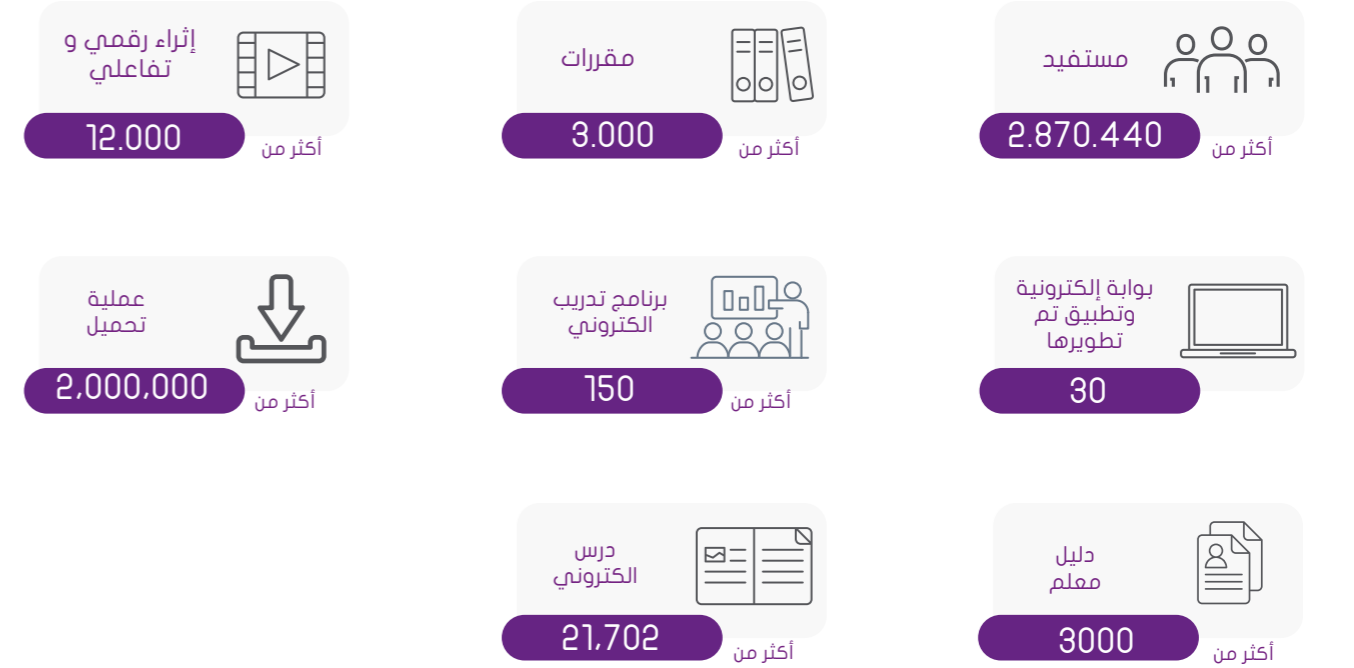 مستفيد
أكثر من
2.870.440
مقررات
أكثر من
3.000
إثراء رقمي و
تفاعلي
أكثر من
12.000
بوابة إلكترونية
وتطبيق تم
تطويرها
30
برنامج تدريب
الكتروني
أكثر من
150
عملية
تحميل
أكثر من
2,000,000
دليل
معلم
أكثر من
3000
درس
الكتروني
أكثر من
21,702